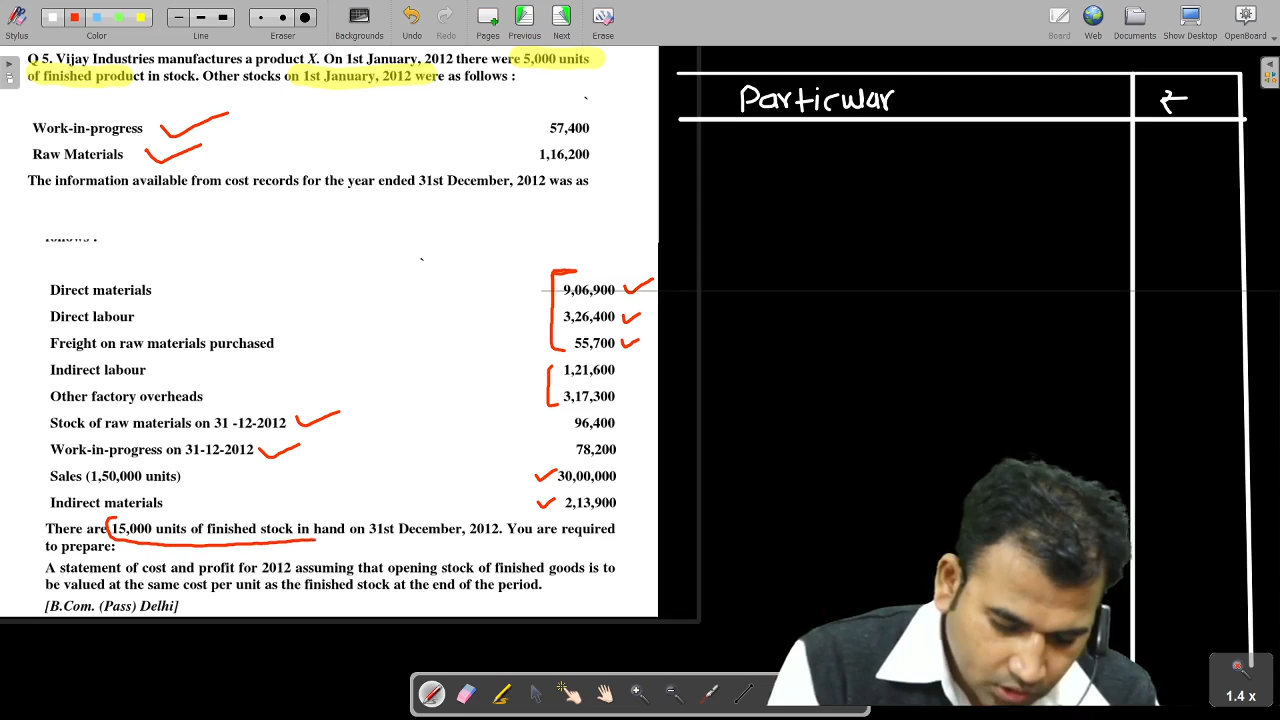 Stylus
Color
Line
Eraser
Backgrounds
Undo
Redo
Pages
Previous
Next
Erase
Board
Web
Documents
Show Desktop
OpenBoard
Q 5. Vijay Industries manufactures a product X. On 1st January, 2012 there were 5,000 units
of finished product in stock. Other stocks on 1st January, 2012 were as follows :
`
Work-in-progress 57,400
Raw Materials 1,16,200
The information available from cost records for the year ended 31st December, 2012 was as
follows :
`
Direct materials 9,06,900
Direct labour 3,26,400
Freight on raw materials purchased 55,700
Indirect labour 1,21,600
Other factory overheads 3,17,300
Stock of raw materials on 31 -12-2012 96,400
Work-in-progress on 31-12-2012 78,200
Sales (1,50,000 units) 30,00,000
Indirect materials 2,13,900
There are 15,000 units of finished stock in hand on 31st December, 2012. You are required
to prepare:
A statement of cost and profit for 2012 assuming that opening stock of finished goods is to
be valued at the same cost per unit as the finished stock at the end of the period.
[B.Com. (Pass) Delhi]
Particular
1.4 x